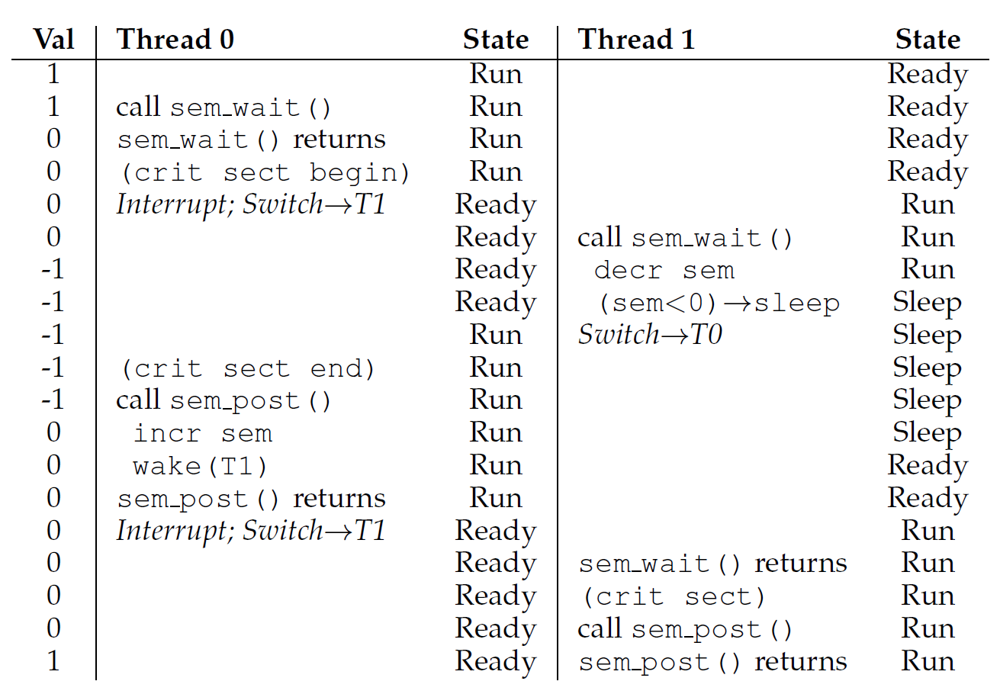 Val Thread 0 State Thread 1 State
1 Run Ready
1 call sem_wait() Run Ready
0 sem_wait() returns Run Ready
0 (crit sect begin) Run Ready
0 Interrupt; Switch→T1 Ready Run
0 Ready call sem_wait() Run
-1 Ready decr sem Run
-1 Ready (sem<0)→sleep Sleep
-1 Run Switch→T0 Sleep
-1 (crit sect end) Run Sleep
-1 call sem_post() Run Sleep
0 incr sem Run Sleep
0 wake(T1) Run Ready
0 sem_post() returns Run Ready
0 Interrupt; Switch→T1 Ready Run
0 Ready sem_wait() returns Run
0 Ready (crit sect) Run
0 Ready call sem_post() Run
1 Ready sem_post() returns Run